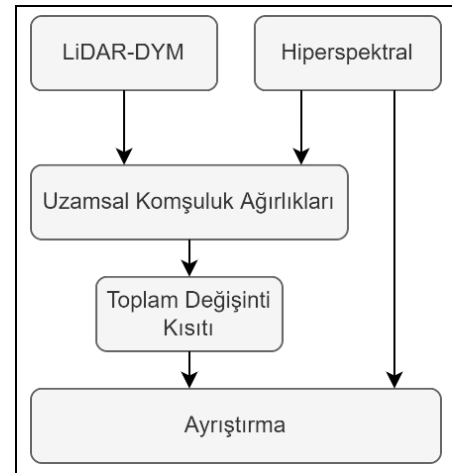 LiDAR-DYM
Hiperspektral
Uzamsal Komşuluk Ağırlıkları
Toplam Değişinti
Kısıtı
Ayrıştırma